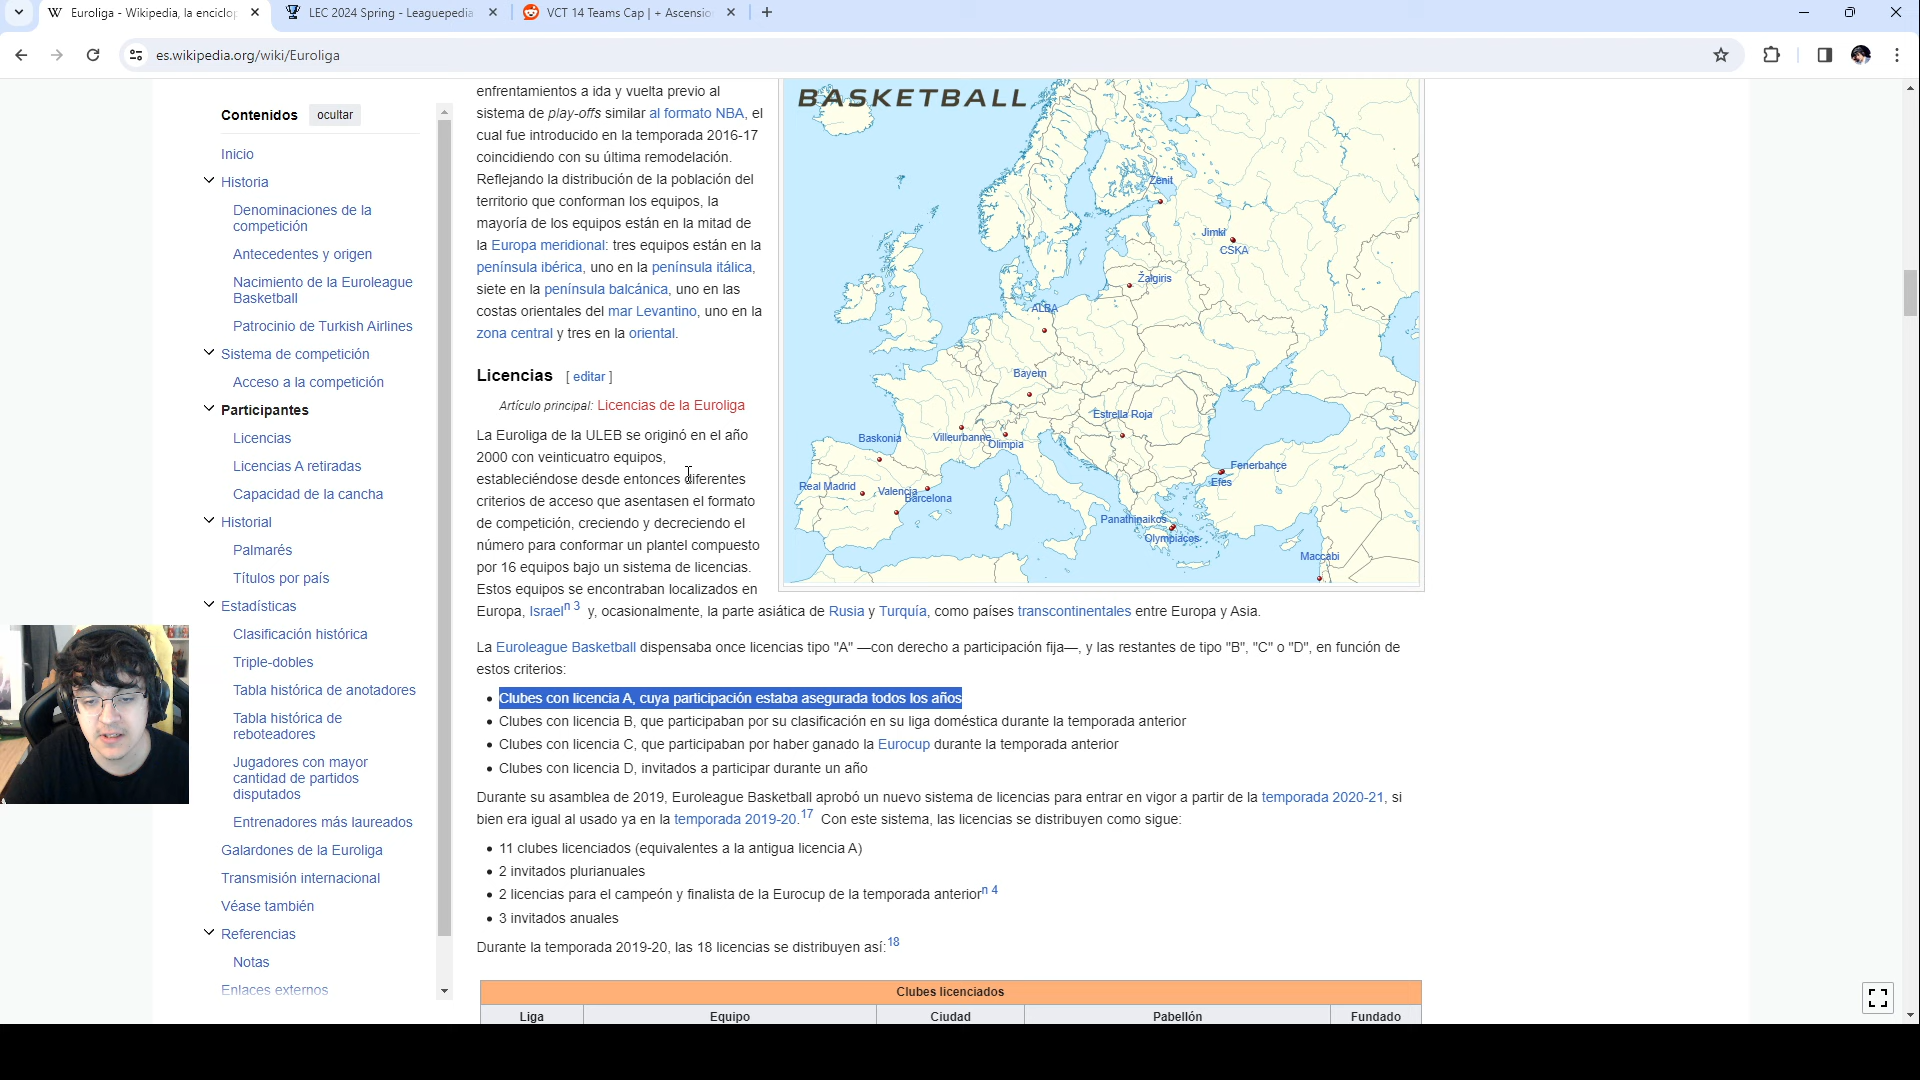 Euroliga - Wikipedia, la enciclop
LEC 2024 Spring - Leaguepedia
VCT 14 Teams Cap | + Ascensio
es.wikipedia.org/wiki/Euroliga
Contenidos ocultar
Inicio
Historia
Denominaciones de la
competición
Antecedentes y origen
Nacimiento de la Euroleague
Basketball
Patrocinio de Turkish Airlines
Sistema de competición
Acceso a la competición
Participantes
Licencias
Licencias A retiradas
Capacidad de la cancha
Historial
Palmarés
Títulos por país
Estadísticas
Clasificación histórica
Triple-dobles
Tabla histórica de anotadores
Tabla histórica de
reboteadores
Jugadores con mayor
cantidad de partidos
disputados
Entrenadores más laureados
Galardones de la Euroliga
Transmisión internacional
Véase también
Referencias
Notas
Enlaces externos
enfrentamientos a ida y vuelta previo al
sistema de play-offs similar al formato NBA, el
cual fue introducido en la temporada 2016-17
coincidiendo con su última remodelación.
Reflejando la distribución de la población del
territorio que conforman los equipos, la
mayoría de los equipos están en la mitad de
la Europa meridional: tres equipos están en la
península ibérica, uno en la península itálica,
siete en la península balcánica, uno en las
costas orientales del mar Levantino, uno en la
zona central y tres en la oriental.
Licencias [ editar ]
Artículo principal: Licencias de la Euroliga
La Euroliga de la ULEB se originó en el año
2000 con veinticuatro equipos,
estableciéndose desde entonces diferentes
criterios de acceso que asentasen el formato
de competición, creciendo y decreciendo el
número para conformar un plantel compuesto
por 16 equipos bajo un sistema de licencias.
Estos equipos se encontraban localizados en
Europa, Israel n 3 y, ocasionalmente, la parte asiática de Rusia y Turquía, como países transcontinentales entre Europa y Asia.
BASKETBALL
Zenit
Jimki
CSKA
Žalgiris
ALBA
Bayern
Estrella Roja
Baskonia
Villeurbanne
Olimpia
Fenerbahçe
Efes
Real Madrid
Valencia
Barcelona
Panathinaikos
Olympiacos
Maccabi
La Euroleague Basketball dispensaba once licencias tipo "A" —con derecho a participación fija—, y las restantes de tipo "B", "C" o "D", en función de
estos criterios:
• Clubes con licencia A, cuya participación estaba asegurada todos los años
• Clubes con licencia B, que participaban por su clasificación en su liga doméstica durante la temporada anterior
• Clubes con licencia C, que participaban por haber ganado la Eurocup durante la temporada anterior
• Clubes con licencia D, invitados a participar durante un año
Durante su asamblea de 2019, Euroleague Basketball aprobó un nuevo sistema de licencias para entrar en vigor a partir de la temporada 2020-21, si
bien era igual al usado ya en la temporada 2019-20.17 Con este sistema, las licencias se distribuyen como sigue:
• 11 clubes licenciados (equivalentes a la antigua licencia A)
• 2 invitados plurianuales
• 2 licencias para el campeón y finalista de la Eurocup de la temporada anterior n 4
• 3 invitados anuales
Durante la temporada 2019-20, las 18 licencias se distribuyen así:18
Clubes licenciados
Liga Equipo Ciudad Pabellón Fundado